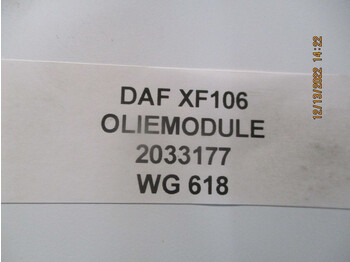 DAF XF106
OLIEMODULE
2033177
WG 618
12/13/2022 14:22